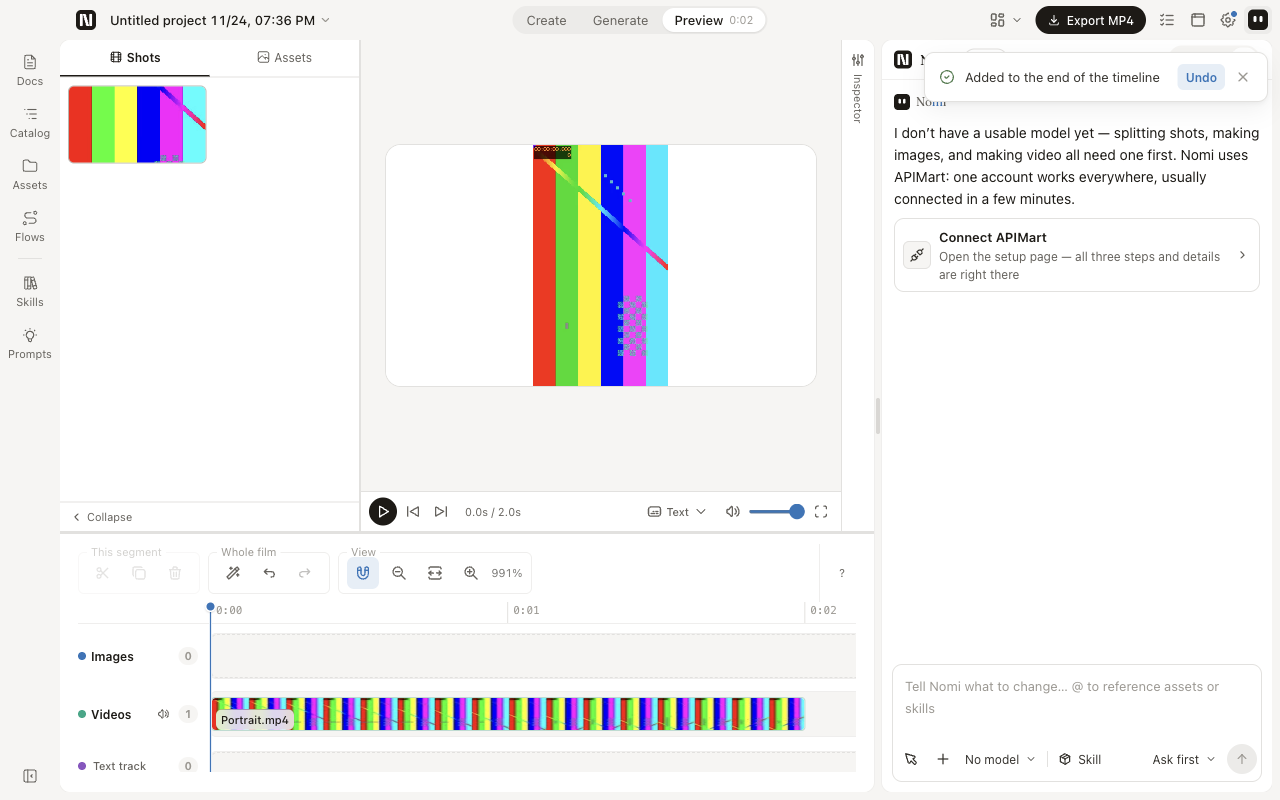 Untitled project 11/24, 07:36 PM
Create
Generate
Preview 0:02
Export MP4
Docs
Catalog
Assets
Flows
Skills
Prompts
Shots
Assets
Collapse
Inspector
0.0s / 2.0s
Text
Added to the end of the timeline
Undo
Nomi
I don't have a usable model yet — splitting shots, making
images, and making video all need one first. Nomi uses
APIMart: one account works everywhere, usually
connected in a few minutes.
Connect APIMart
Open the setup page — all three steps and details
are right there
This segment
Whole film
View
991%
?
0:00
0:01
0:02
Images
0
Videos
1
Portrait.mp4
Text track
0
Tell Nomi what to change... @ to reference assets or
skills
No model
Skill
Ask first